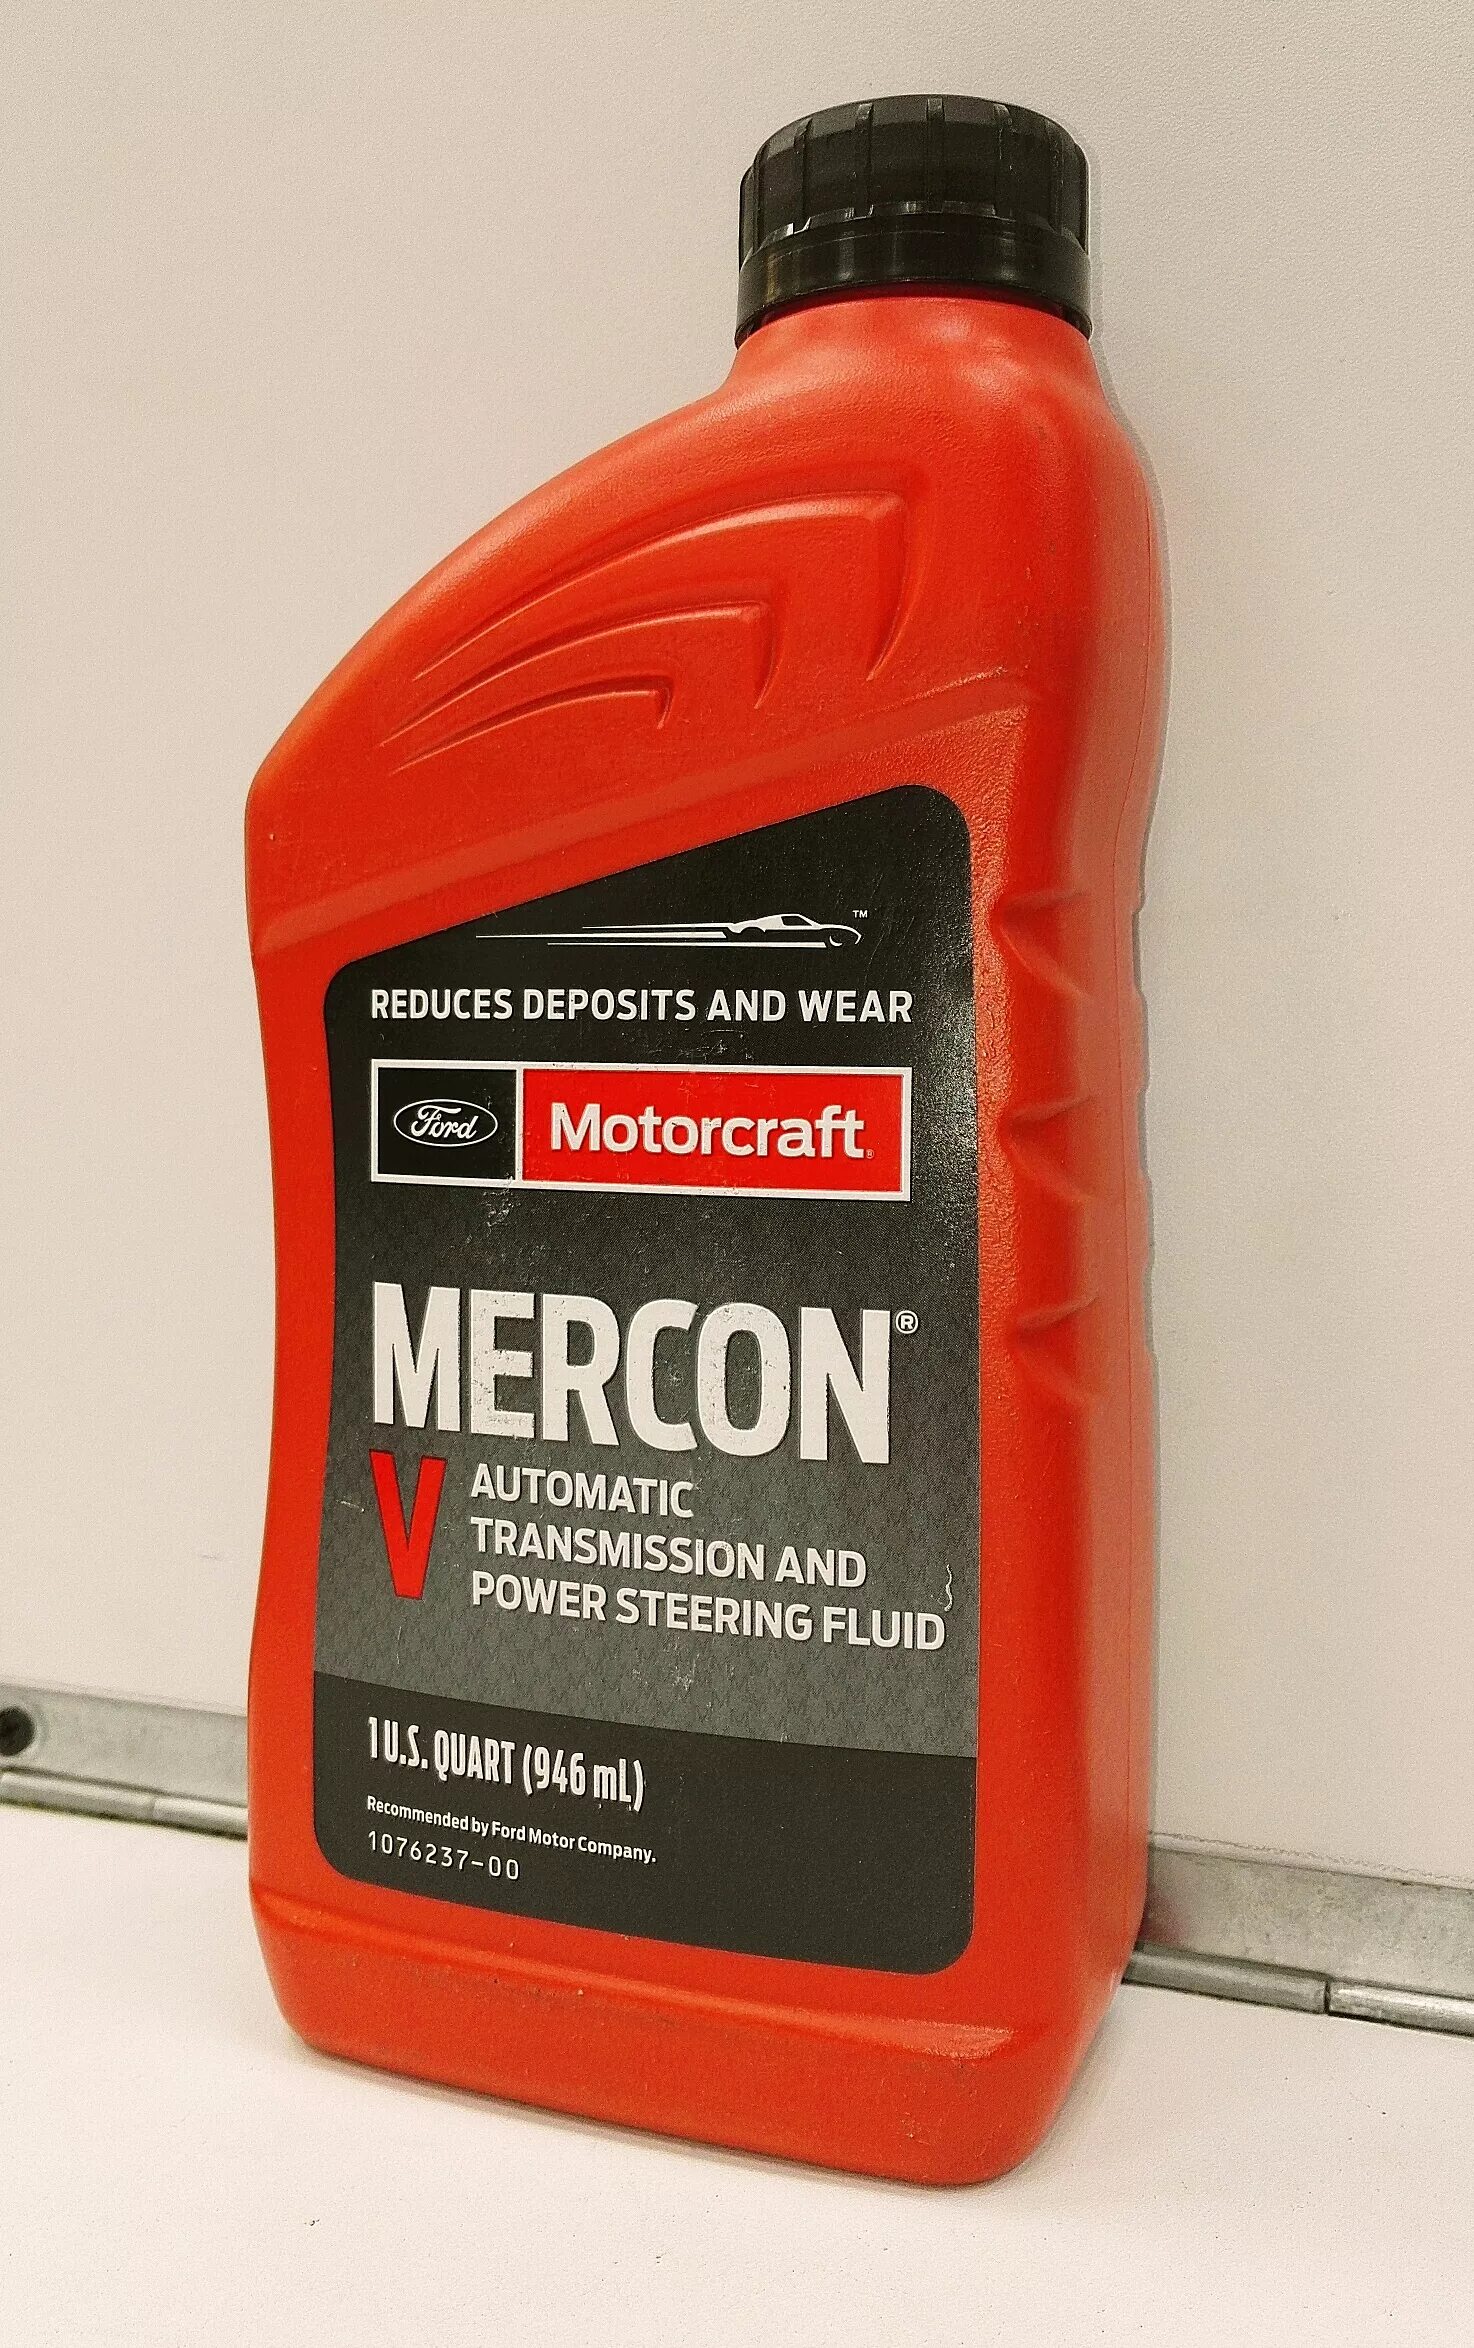 ™
REDUCES DEPOSITS AND WEAR
Ford Motorcraft®
MERCON®
V AUTOMATIC
TRANSMISSION AND
POWER STEERING FLUID
1 U.S. QUART (946 mL)
Recommended by Ford Motor Company.
1076237-00